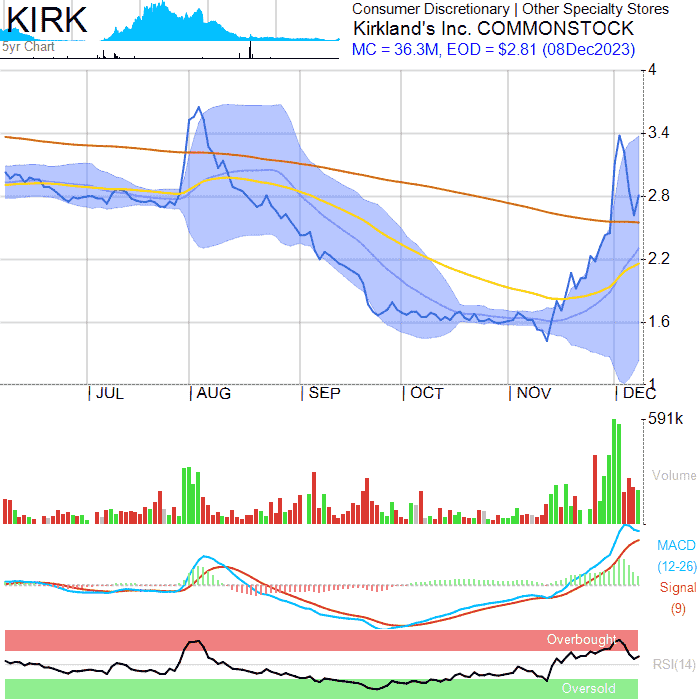 KIRK
5yr Chart
Consumer Discretionary | Other Specialty Stores
Kirkland's Inc. COMMONSTOCK
MC = 36.3M, EOD = $2.81 (08Dec2023)
4
3.4
2.8
2.2
1.6
1
JUL AUG SEP OCT NOV DEC
591k
Volume
MACD
(12-26)
Signal
(9)
Overbought
RSI(14)
Oversold